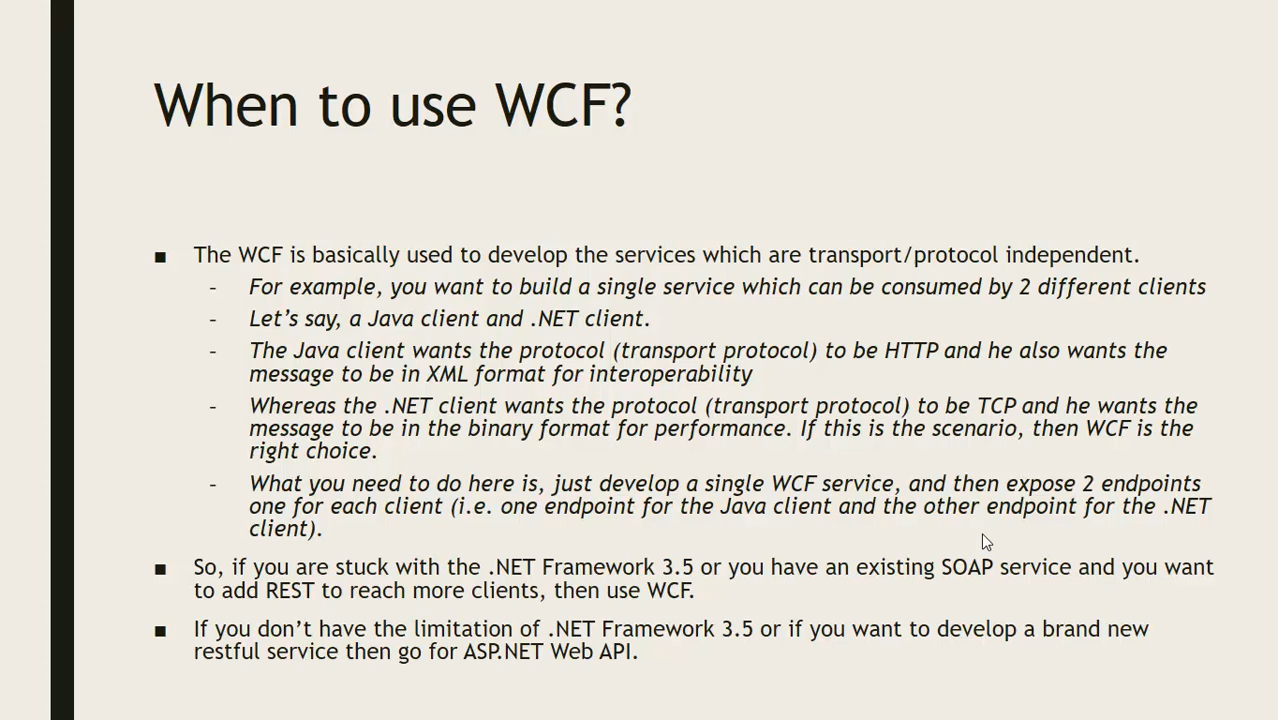 When to use WCF?
■ The WCF is basically used to develop the services which are transport/protocol independent.
- For example, you want to build a single service which can be consumed by 2 different clients
- Let’s say, a Java client and .NET client.
- The Java client wants the protocol (transport protocol) to be HTTP and he also wants the
message to be in XML format for interoperability
- Whereas the .NET client wants the protocol (transport protocol) to be TCP and he wants the
message to be in the binary format for performance. If this is the scenario, then WCF is the
right choice.
- What you need to do here is, just develop a single WCF service, and then expose 2 endpoints
one for each client (i.e. one endpoint for the Java client and the other endpoint for the .NET
client).
■ So, if you are stuck with the .NET Framework 3.5 or you have an existing SOAP service and you want
to add REST to reach more clients, then use WCF.
■ If you don’t have the limitation of .NET Framework 3.5 or if you want to develop a brand new
restful service then go for ASP.NET Web API.